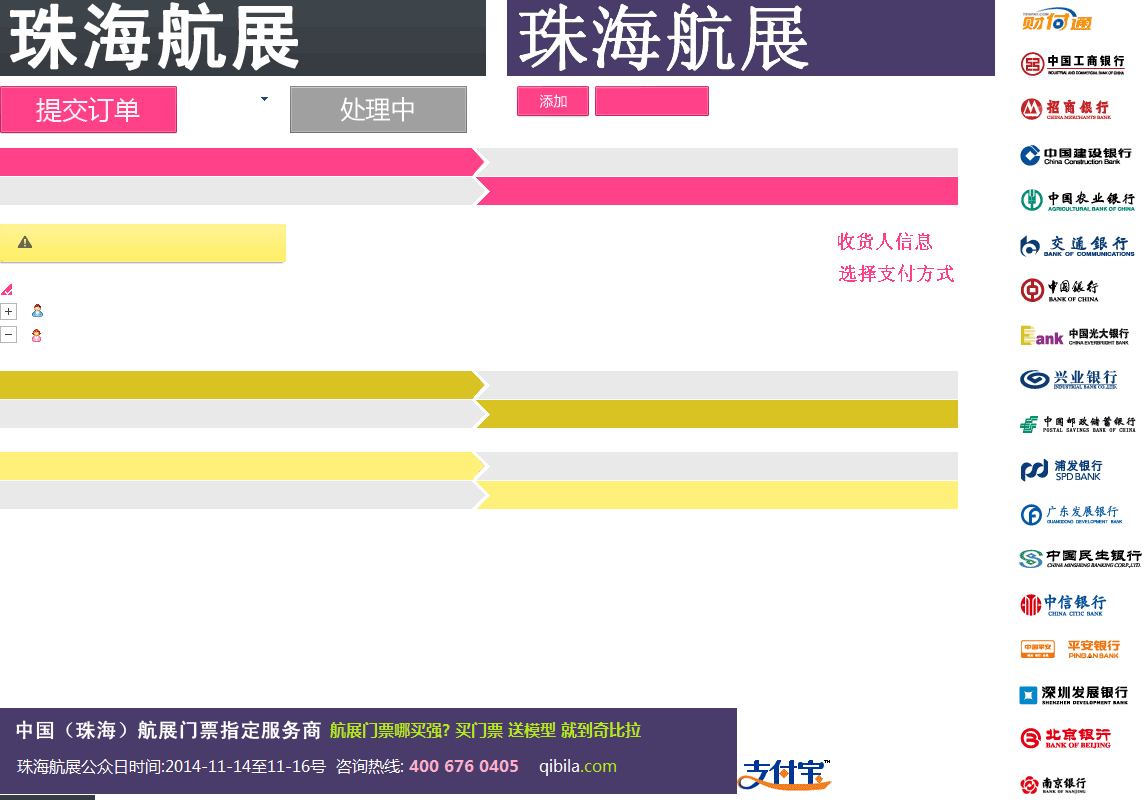 珠海航展
珠海航展
提交订单
处理中
添加
收货人信息
选择支付方式
中国（珠海）航展门票指定服务商 航展门票哪买强? 买门票 送模型 就到奇比拉
珠海航展公众日时间:2014-11-14至11-16号 咨询热线: 400 676 0405 qibila.com
支付宝
财付通
中国工商银行
INDUSTRIAL AND COMMERCIAL BANK OF CHINA
招商银行
CHINA MERCHANTS BANK
中国建设银行
China Construction Bank
中国农业银行
AGRICULTURAL BANK OF CHINA
交通银行
BANK OF COMMUNICATIONS
中国银行
BANK OF CHINA
Bank 中国光大银行
CHINA EVERBRIGHT BANK
兴业银行
INDUSTRIAL BANK CO.,LTD.
中国邮政储蓄银行
POSTAL SAVINGS BANK OF CHINA
浦发银行
SPD BANK
广东发展银行
GUANGDONG DEVELOPMENT BANK
中国民生银行
CHINA MINSHENG BANKING CORP.,LTD.
中信银行
CHINA CITIC BANK
中国平安 平安银行
PING AN BANK
深圳发展银行
SHENZHEN DEVELOPMENT BANK
北京银行
BANK OF BEIJING
南京银行
BANK OF NANJING